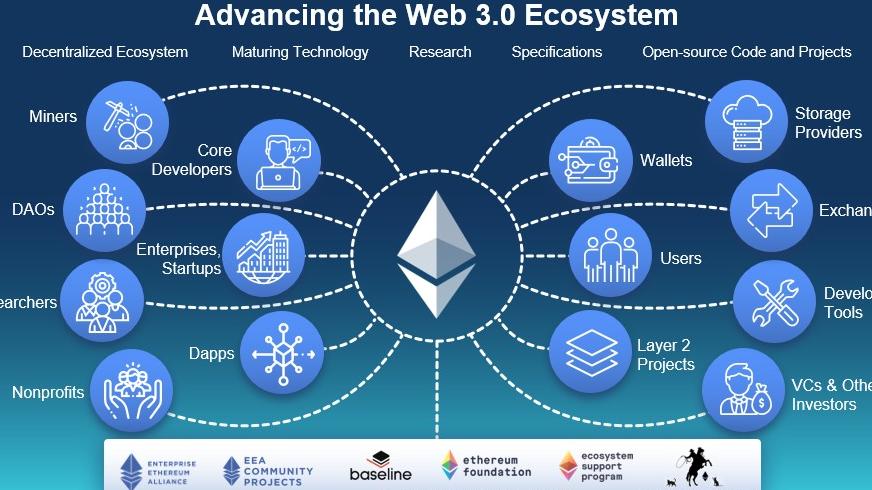 Advancing the Web 3.0 Ecosystem
Decentralized Ecosystem
Maturing Technology
Research
Specifications
Open-source Code and Projects
Miners
Core
Developers
DAOs
Enterprises,
Startups
earchers
Dapps
Nonprofits
Wallets
Storage
Providers
Users
Exchan
Develo
Tools
Layer 2
Projects
VCs & Othe
Investors
ENTERPRISE
ETHEREUM
ALLIANCE
EEA
COMMUNITY
PROJECTS
baseline
ethereum
foundation
ecosystem
support
program